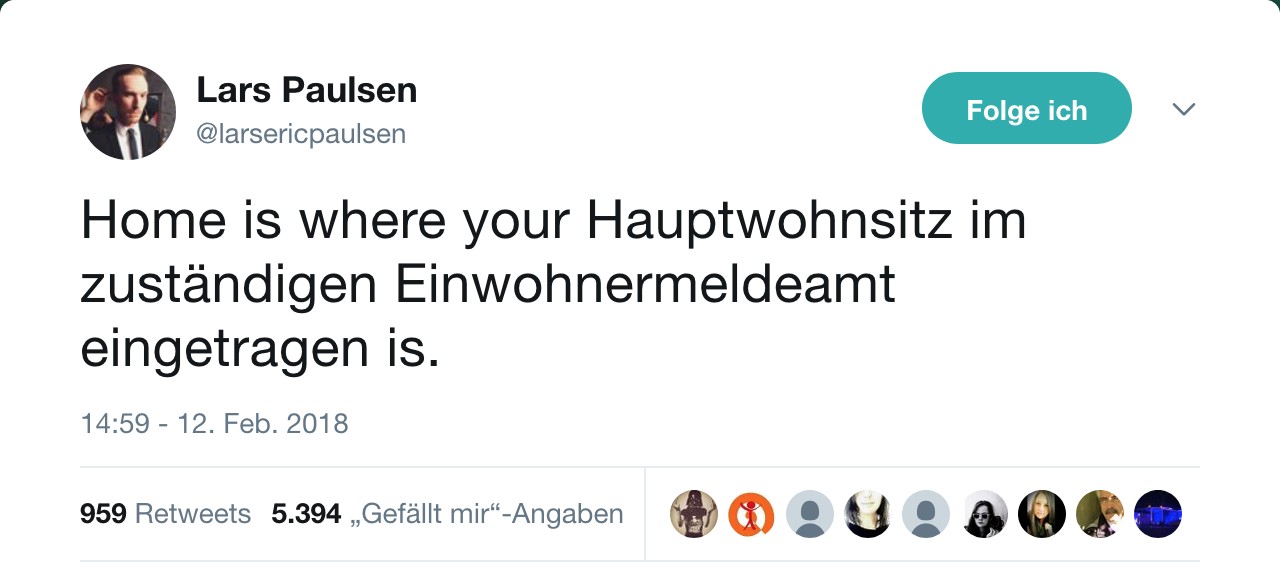 Lars Paulsen
@larsericpaulsen
Folge ich
Home is where your Hauptwohnsitz im
zuständigen Einwohnermeldeamt
eingetragen is.
14:59 - 12. Feb. 2018
959 Retweets 5.394 „Gefällt mir“-Angaben